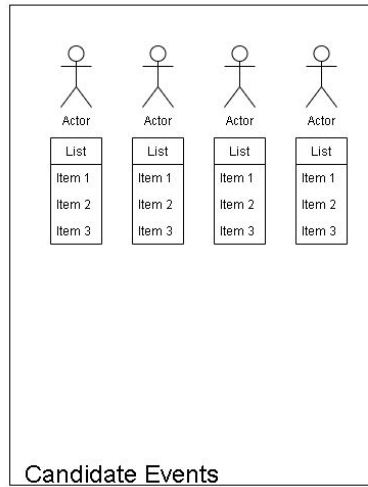 Actor Actor Actor Actor
List List List List
Item 1 Item 1 Item 1 Item 1
Item 2 Item 2 Item 2 Item 2
Item 3 Item 3 Item 3 Item 3
Candidate Events